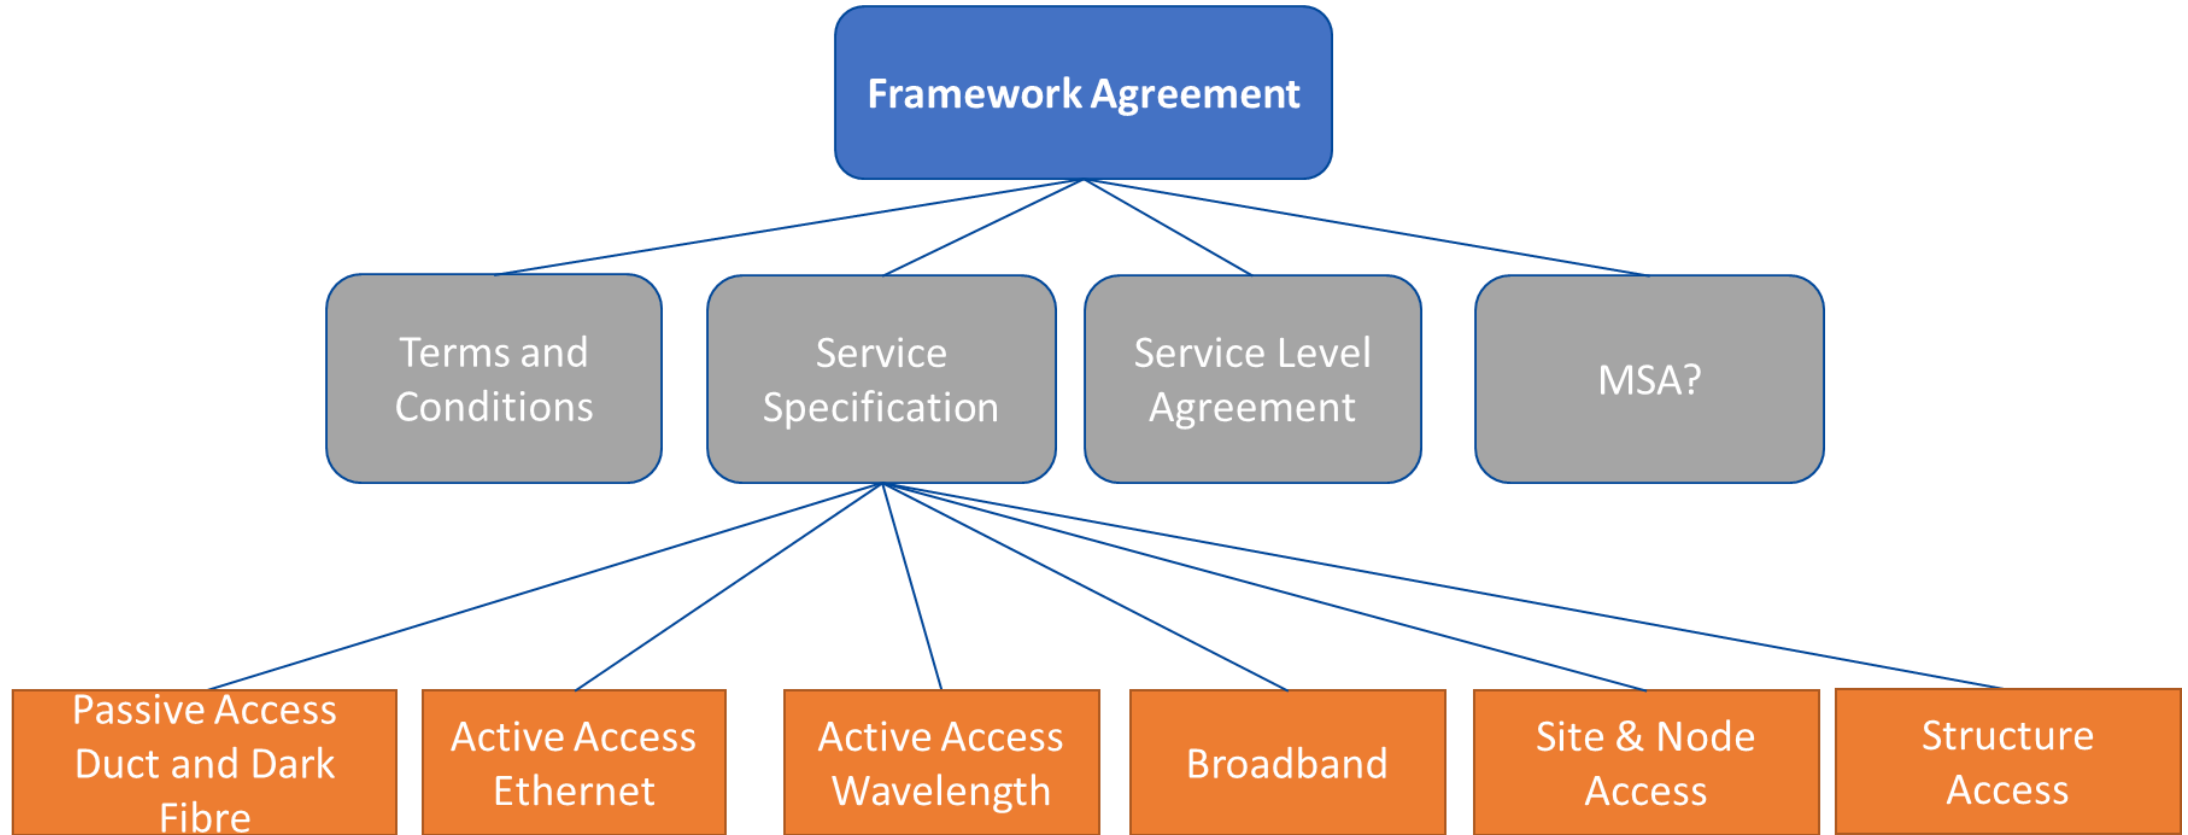 Framework Agreement
Terms and
Conditions
Service
Specification
Service Level
Agreement
MSA?
Passive Access
Duct and Dark
Fibre
Active Access
Ethernet
Active Access
Wavelength
Broadband
Site & Node
Access
Structure
Access